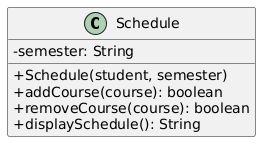 C Schedule
-semester: String
+Schedule(student, semester)
+addCourse(course): boolean
+removeCourse(course): boolean
+displaySchedule(): String